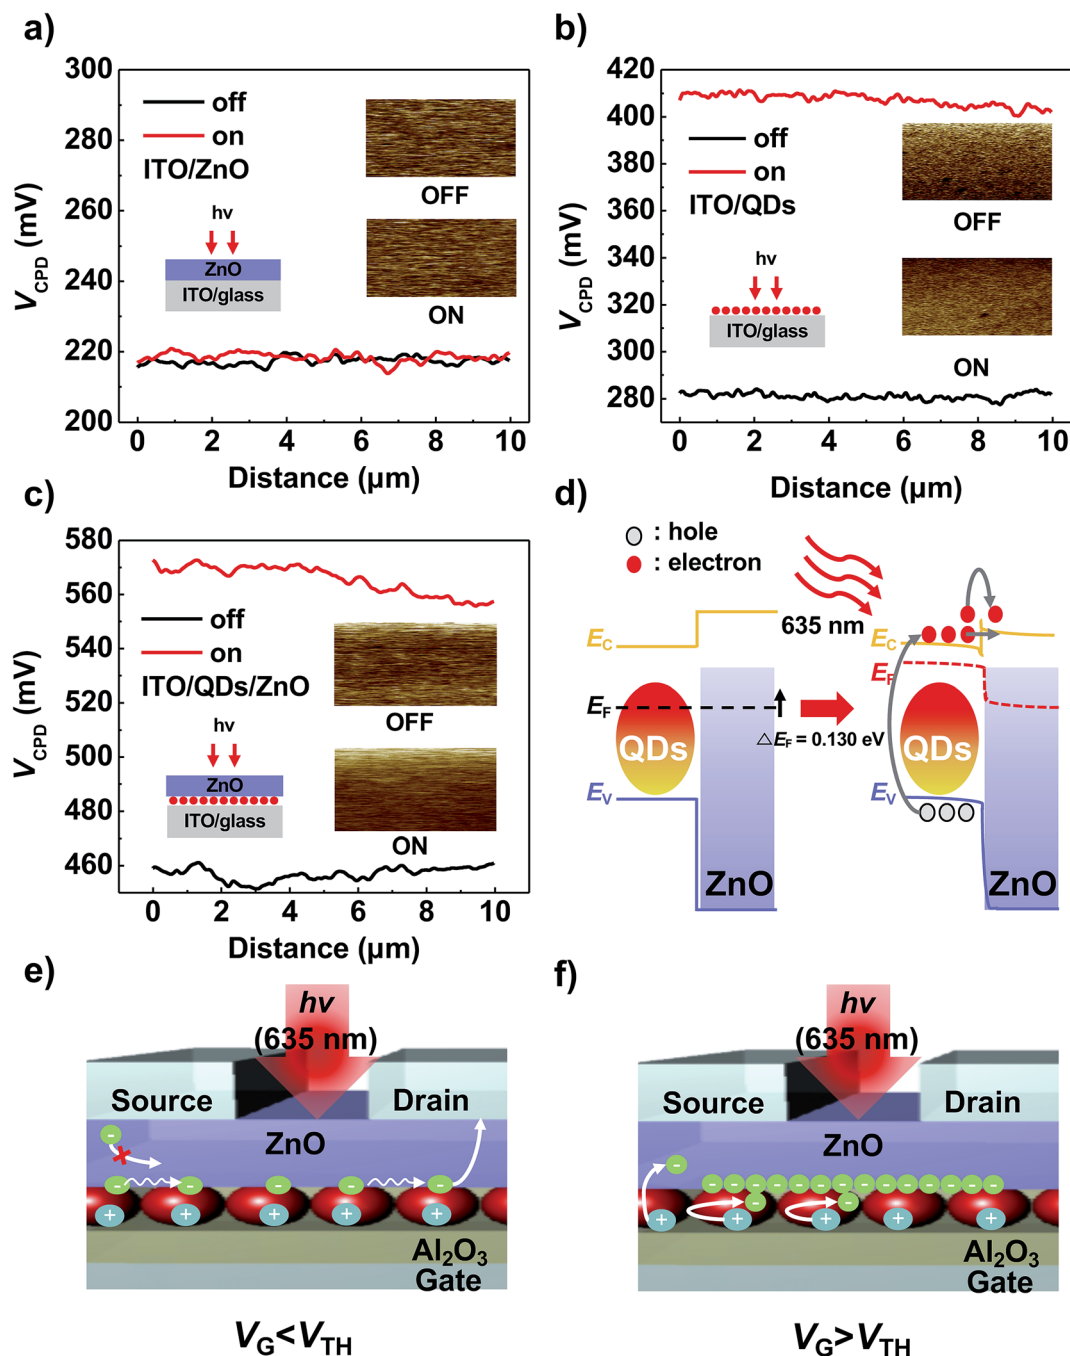 a)
300
280
260
240
220
200
V_CPD (mV)
off
on
ITO/ZnO
hν
ZnO
ITO/glass
OFF
ON
0 2 4 6 8 10
Distance (µm)
b)
420
400
380
360
340
320
300
280
V_CPD (mV)
off
on
ITO/QDs
hν
ITO/glass
OFF
ON
0 2 4 6 8 10
Distance (µm)
c)
580
560
540
520
500
480
460
V_CPD (mV)
off
on
ITO/QDs/ZnO
hν
ZnO
ITO/glass
OFF
ON
0 2 4 6 8 10
Distance (µm)
d)
: hole
: electron
635 nm
E_C
E_F
QDs
△E_F = 0.130 eV
E_V
ZnO
E_C
E_F
QDs
E_V
ZnO
e)
hν
(635 nm)
Source
Drain
ZnO
- - - - - -
+ + + + +
Al₂O₃
Gate
V_G<V_TH
f)
hν
(635 nm)
Source
Drain
ZnO
- - - - - - - - - - - - - - - -
+ + + + +
Al₂O₃
Gate
V_G>V_TH